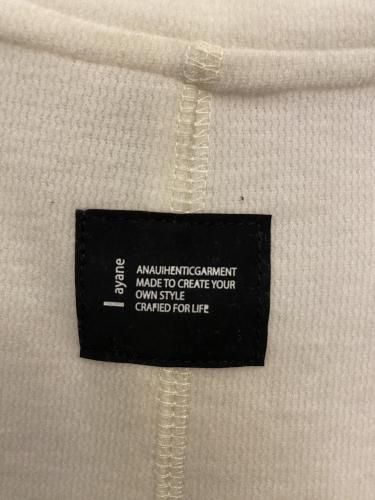 ayane
ANAUIHENTICGARMENT
MADE TO CREATE YOUR
OWN STYLE
CRAFIED FOR LIFE